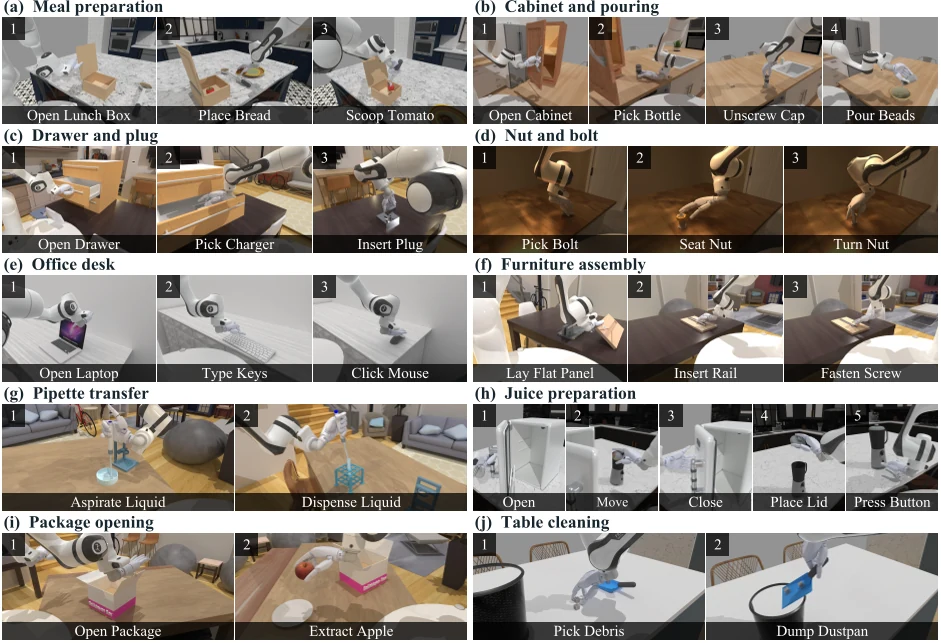 (a) Meal preparation
1
2
3
Open Lunch Box
Place Bread
Scoop Tomato
(b) Cabinet and pouring
1
2
3
4
Open Cabinet
Pick Bottle
Unscrew Cap
Pour Beads
(c) Drawer and plug
1
2
3
Open Drawer
Pick Charger
Insert Plug
(d) Nut and bolt
1
2
3
Pick Bolt
Seat Nut
Turn Nut
(e) Office desk
1
2
3
Open Laptop
Type Keys
Click Mouse
(f) Furniture assembly
1
2
3
Lay Flat Panel
Insert Rail
Fasten Screw
(g) Pipette transfer
1
2
Aspirate Liquid
Dispense Liquid
(h) Juice preparation
1
2
3
4
5
Open
Move
Close
Place Lid
Press Button
(i) Package opening
1
2
Open Package
Extract Apple
(j) Table cleaning
1
2
Pick Debris
Dump Dustpan